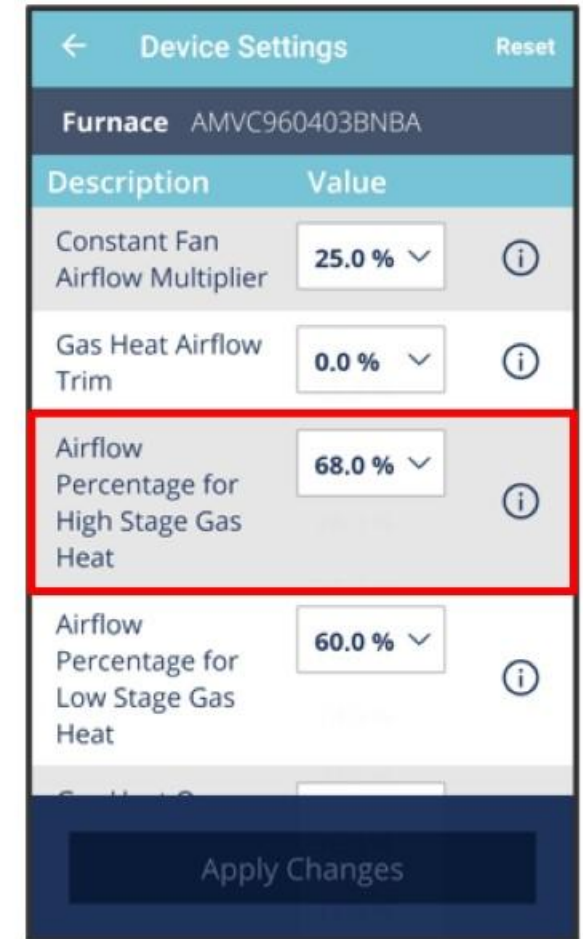 ← Device Settings Reset
Furnace AMVC960403BNBA
Description Value
Constant Fan
Airflow Multiplier
25.0 %
Gas Heat Airflow
Trim
0.0 %
Airflow
Percentage for
High Stage Gas
Heat
68.0 %
Airflow
Percentage for
Low Stage Gas
Heat
60.0 %
Apply Changes